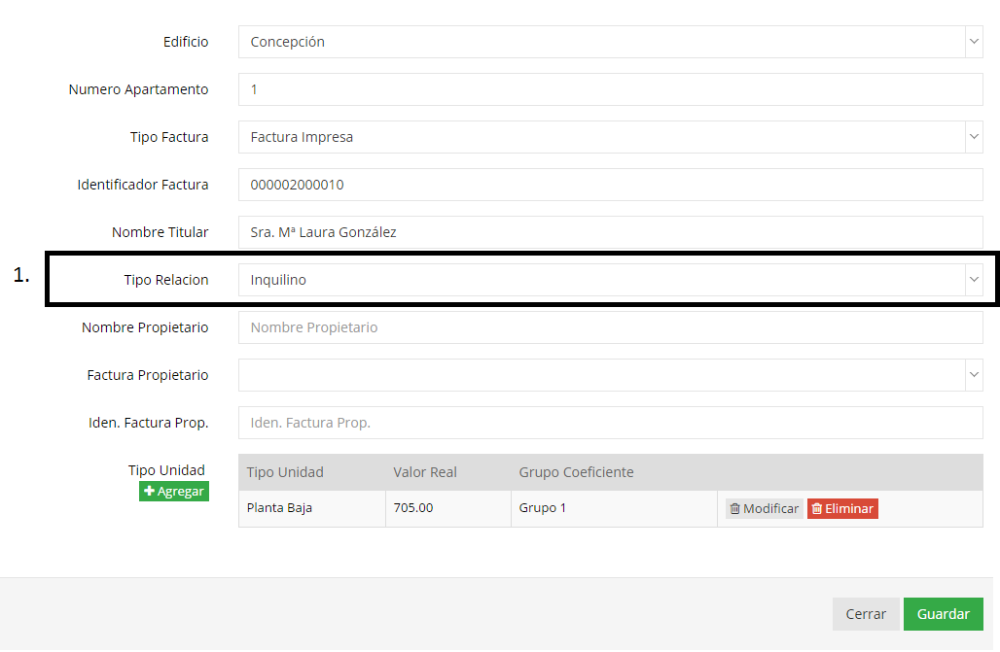 Edificio Concepción
Numero Apartamento 1
Tipo Factura Factura Impresa
Identificador Factura 000002000010
Nombre Titular Sra. Mª Laura González
1. Tipo Relacion Inquilino
Nombre Propietario Nombre Propietario
Factura Propietario
Iden. Factura Prop. Iden. Factura Prop.
Tipo Unidad Tipo Unidad Valor Real Grupo Coeficiente
Agregar
Planta Baja 705.00 Grupo 1 Modificar Eliminar
Cerrar Guardar